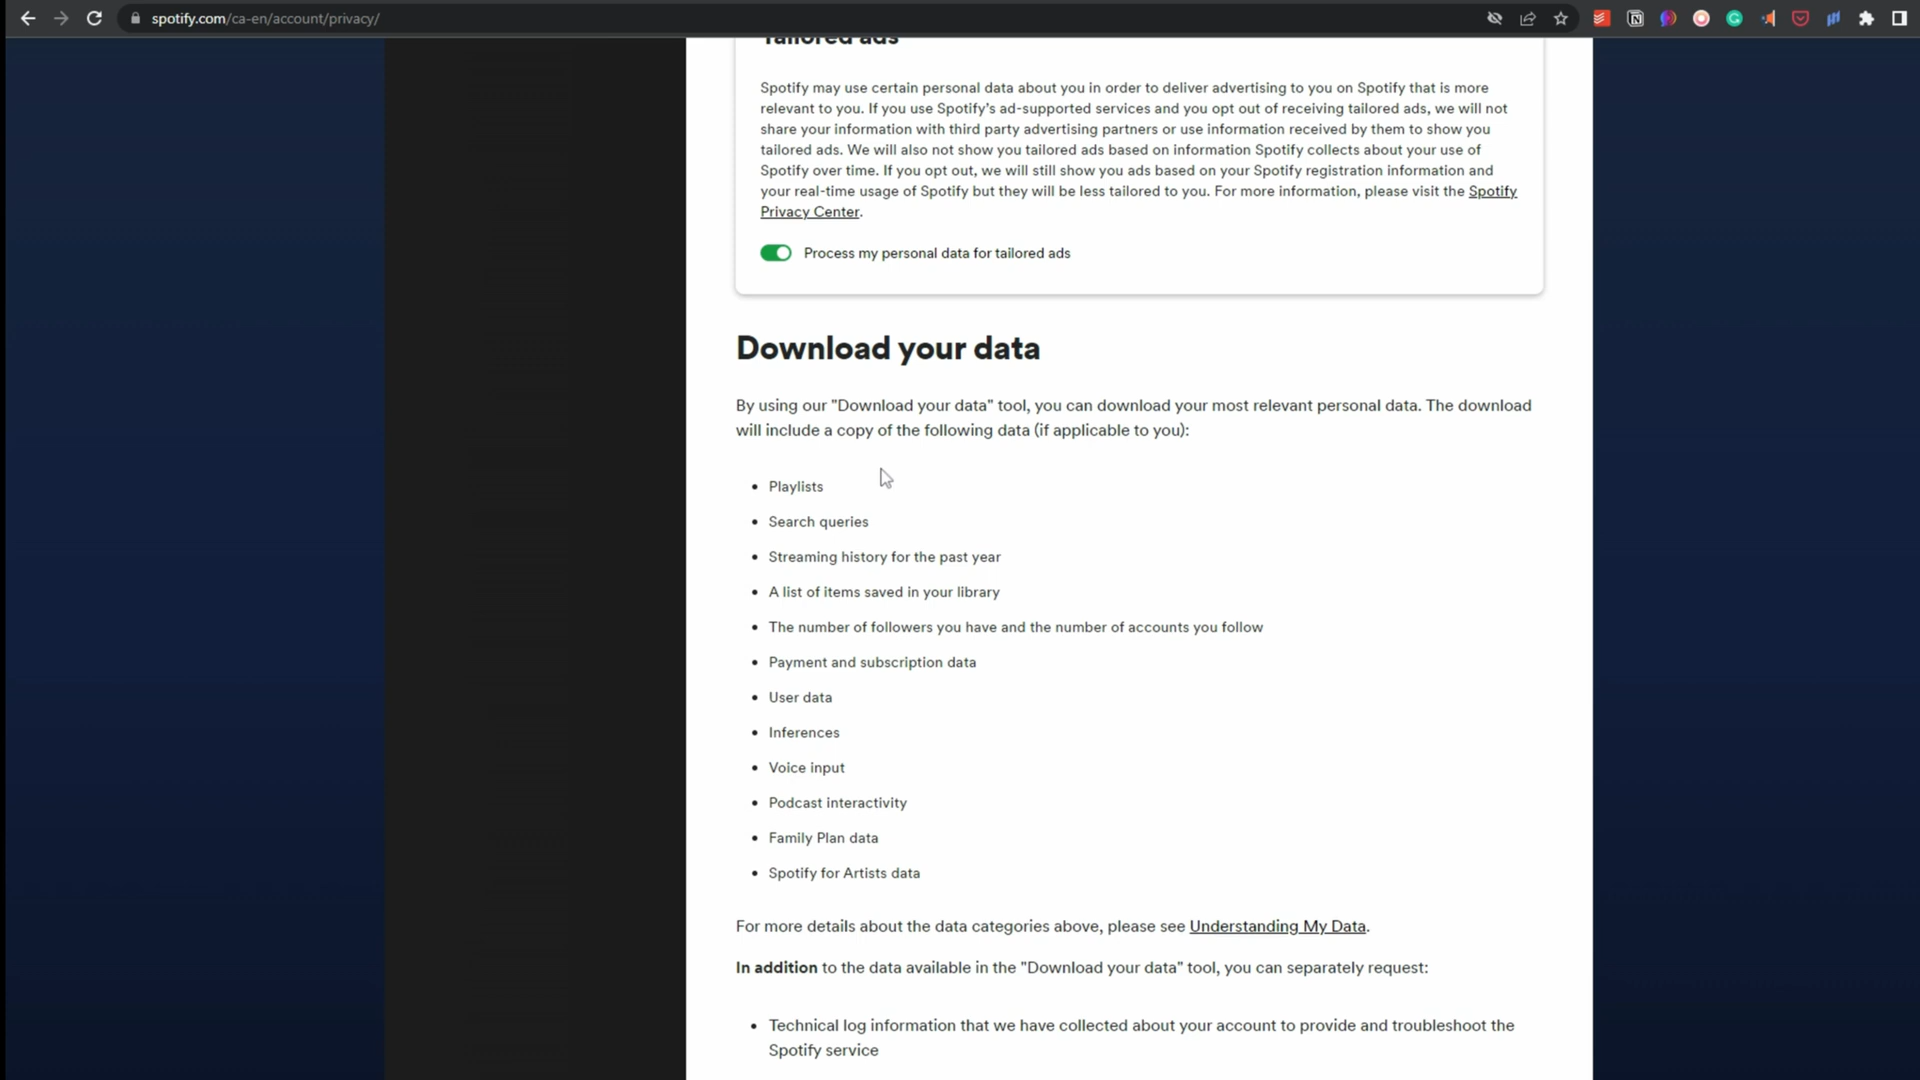 spotify.com/ca-en/account/privacy/
Tailored ads
Spotify may use certain personal data about you in order to deliver advertising to you on Spotify that is more
relevant to you. If you use Spotify's ad-supported services and you opt out of receiving tailored ads, we will not
share your information with third party advertising partners or use information received by them to show you
tailored ads. We will also not show you tailored ads based on information Spotify collects about your use of
Spotify over time. If you opt out, we will still show you ads based on your Spotify registration information and
your real-time usage of Spotify but they will be less tailored to you. For more information, please visit the Spotify
Privacy Center.
Process my personal data for tailored ads
Download your data
By using our "Download your data" tool, you can download your most relevant personal data. The download
will include a copy of the following data (if applicable to you):
• Playlists
• Search queries
• Streaming history for the past year
• A list of items saved in your library
• The number of followers you have and the number of accounts you follow
• Payment and subscription data
• User data
• Inferences
• Voice input
• Podcast interactivity
• Family Plan data
• Spotify for Artists data
For more details about the data categories above, please see Understanding My Data.
In addition to the data available in the "Download your data" tool, you can separately request:
• Technical log information that we have collected about your account to provide and troubleshoot the
Spotify service